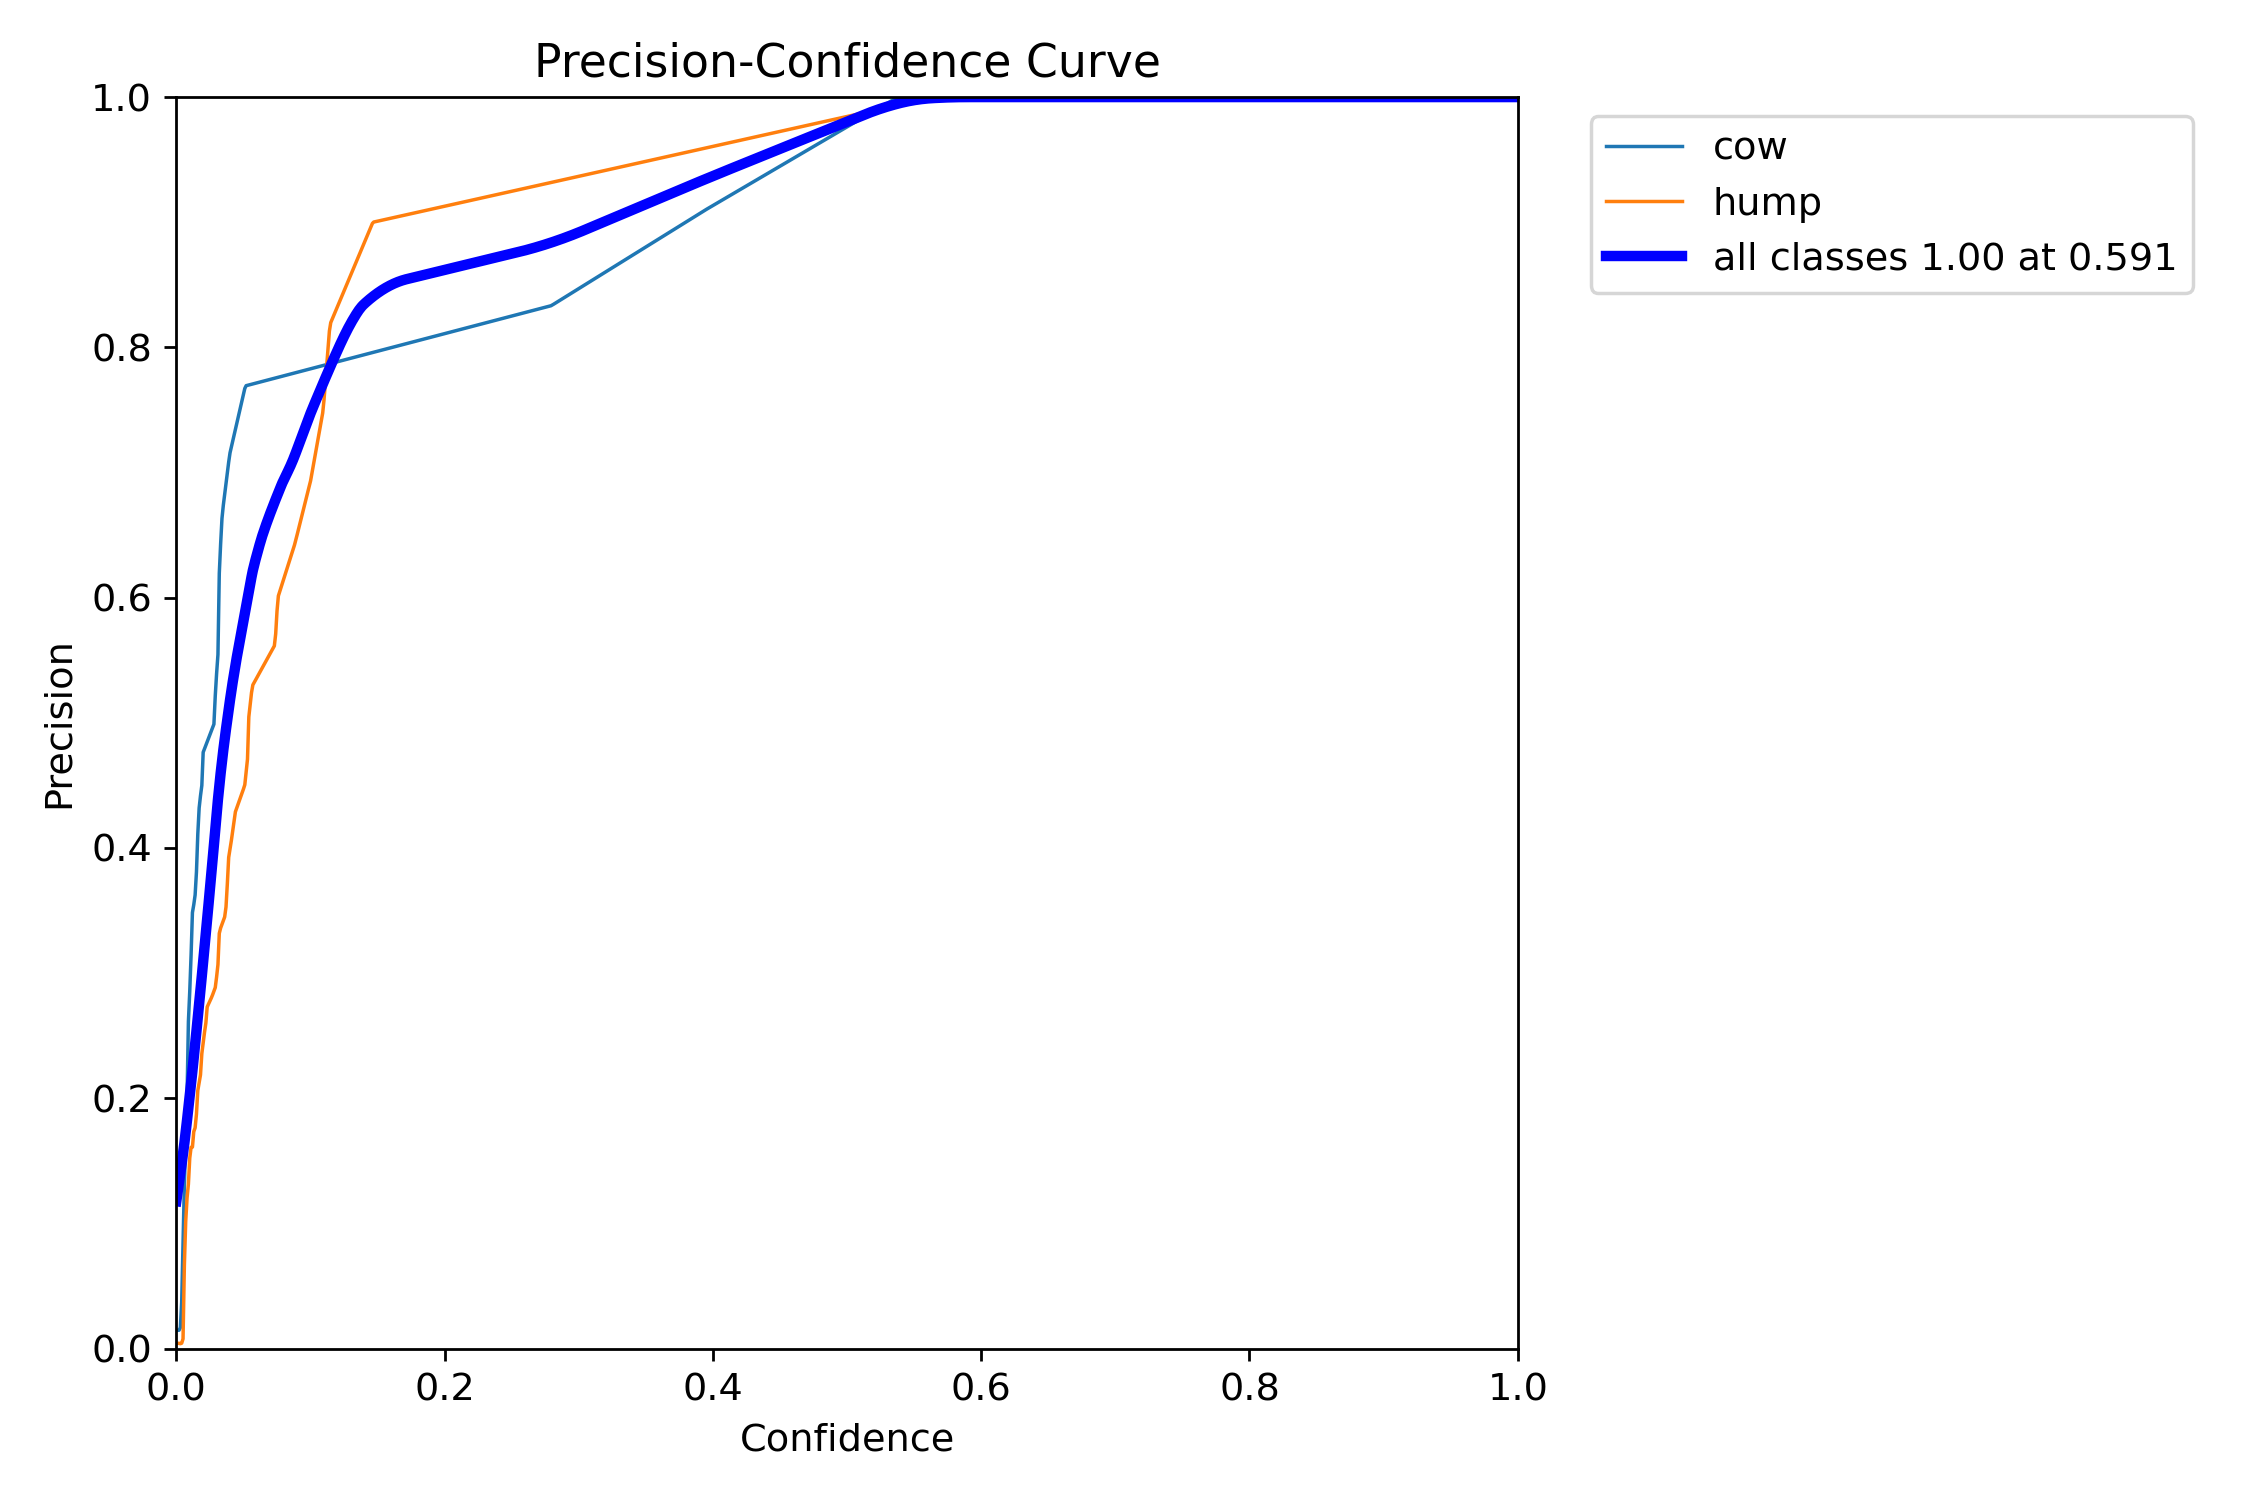 Precision-Confidence Curve
1.0
0.8
0.6
0.4
0.2
0.0
Precision
0.0 0.2 0.4 0.6 0.8 1.0
Confidence
cow
hump
all classes 1.00 at 0.591